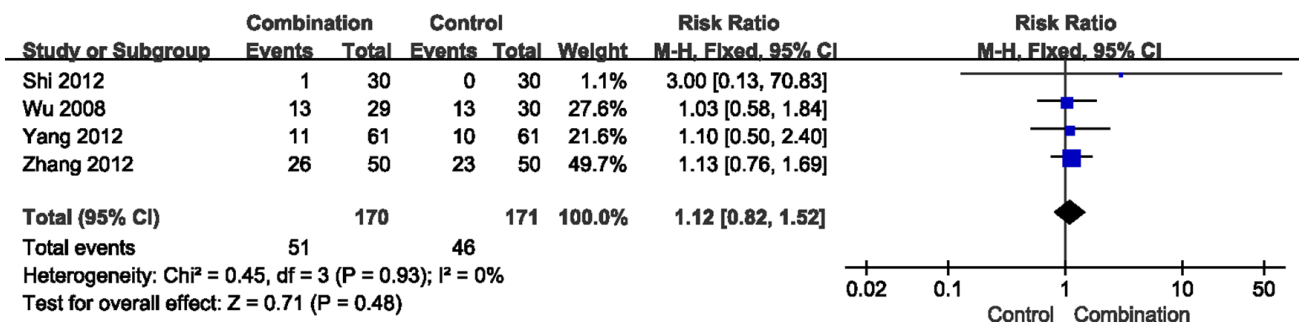 Combination Control Risk Ratio Risk Ratio
Study or Subgroup Events Total Events Total Weight M-H, Fixed, 95% CI M-H, Fixed, 95% CI
Shi 2012 1 30 0 30 1.1% 3.00 [0.13, 70.83]
Wu 2008 13 29 13 30 27.6% 1.03 [0.58, 1.84]
Yang 2012 11 61 10 61 21.6% 1.10 [0.50, 2.40]
Zhang 2012 26 50 23 50 49.7% 1.13 [0.76, 1.69]
Total (95% CI) 170 171 100.0% 1.12 [0.82, 1.52]
Total events 51 46
Heterogeneity: Chi² = 0.45, df = 3 (P = 0.93); I² = 0%
Test for overall effect: Z = 0.71 (P = 0.48)
0.02 0.1 1 10 50
Control Combination